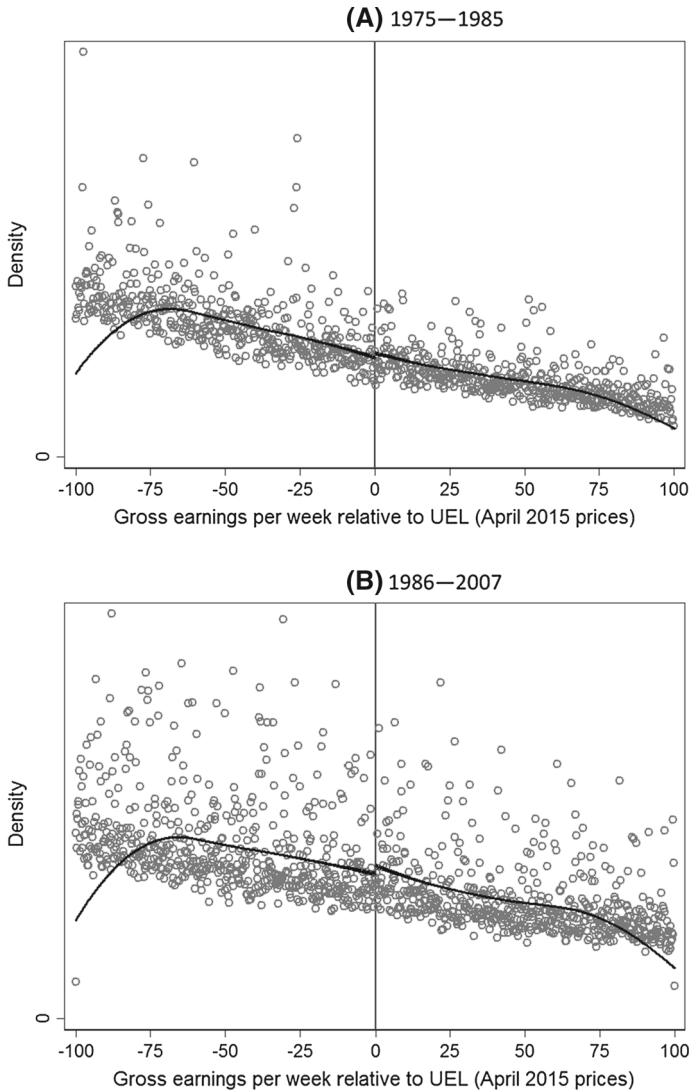 (A) 1975—1985
Density
0
-100 -75 -50 -25 0 25 50 75 100
Gross earnings per week relative to UEL (April 2015 prices)
(B) 1986—2007
Density
0
-100 -75 -50 -25 0 25 50 75 100
Gross earnings per week relative to UEL (April 2015 prices)